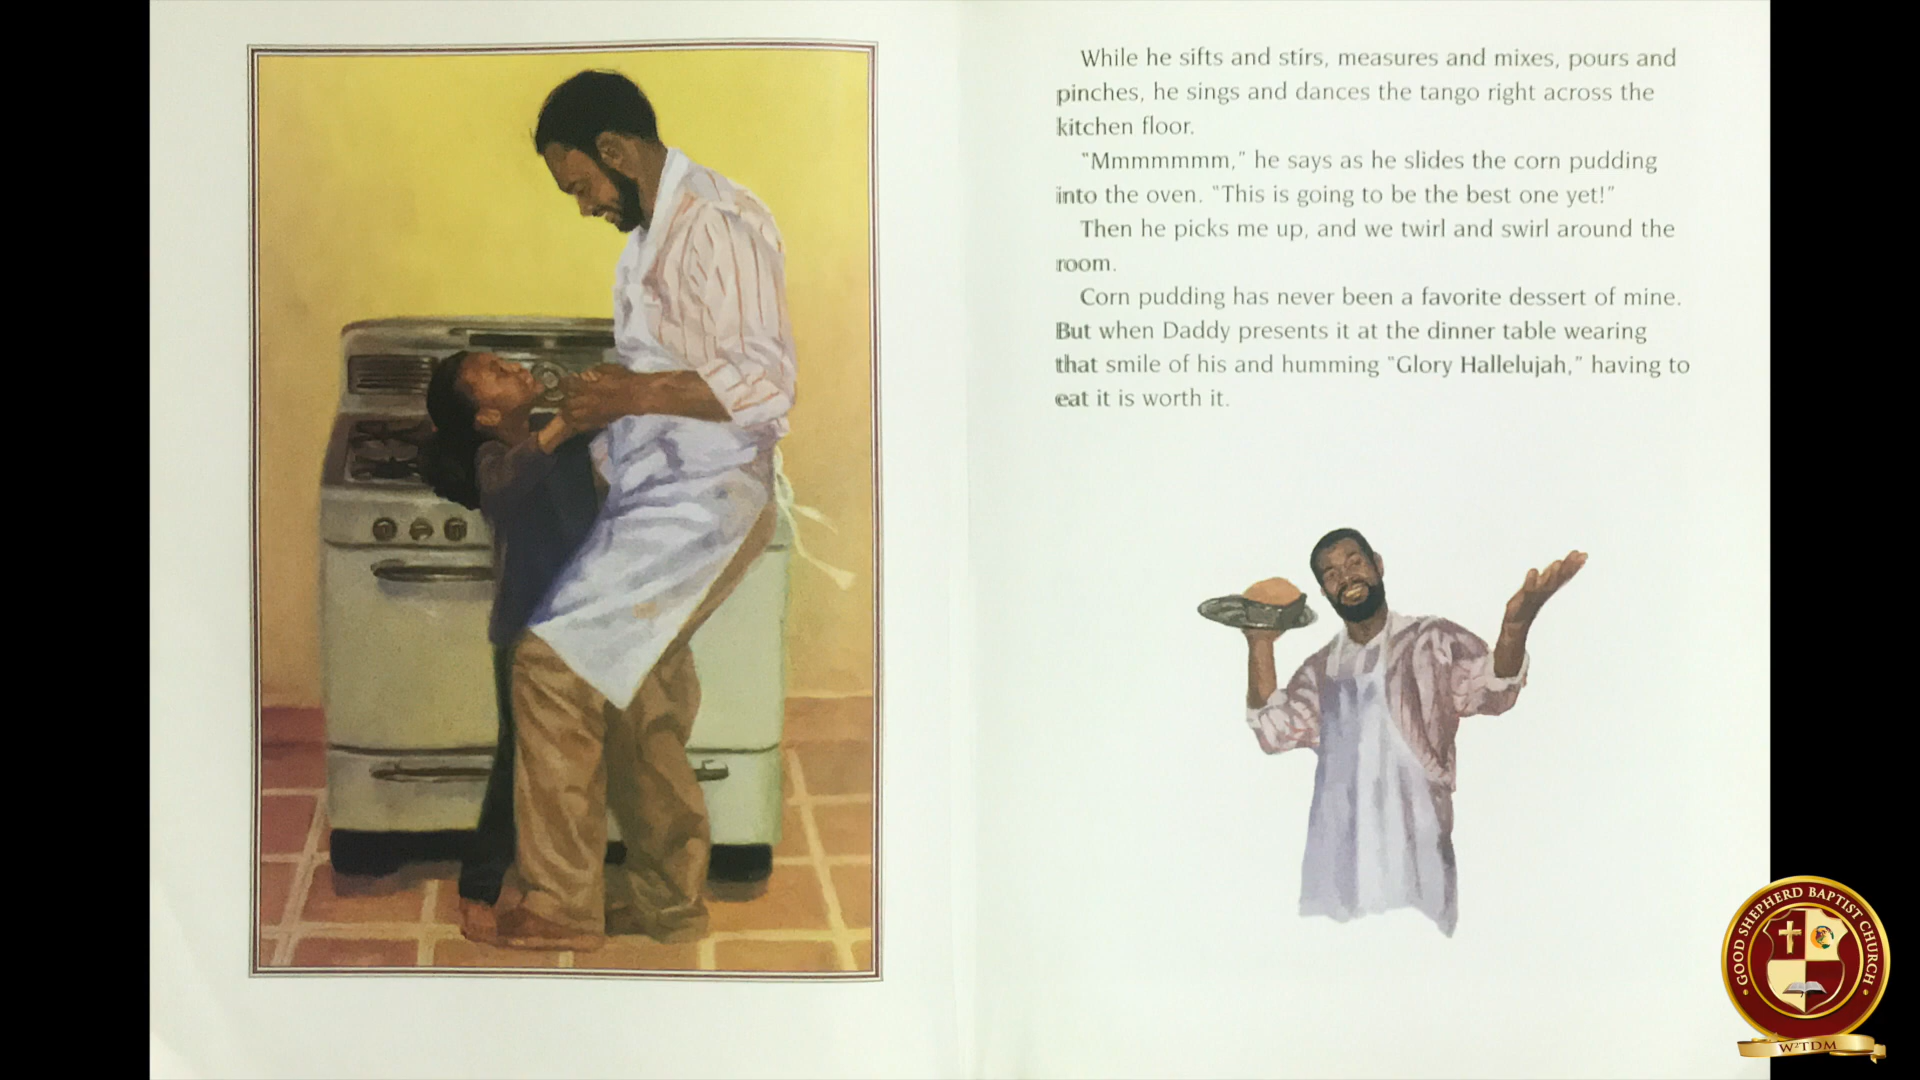 While he sifts and stirs, measures and mixes, pours and
pinches, he sings and dances the tango right across the
kitchen floor.
"Mmmmmmm," he says as he slides the corn pudding
into the oven. "This is going to be the best one yet!"
Then he picks me up, and we twirl and swirl around the
room.
Corn pudding has never been a favorite dessert of mine.
But when Daddy presents it at the dinner table wearing
that smile of his and humming "Glory Hallelujah," having to
eat it is worth it.
GOOD SHEPHERD BAPTIST CHURCH
W²TDM